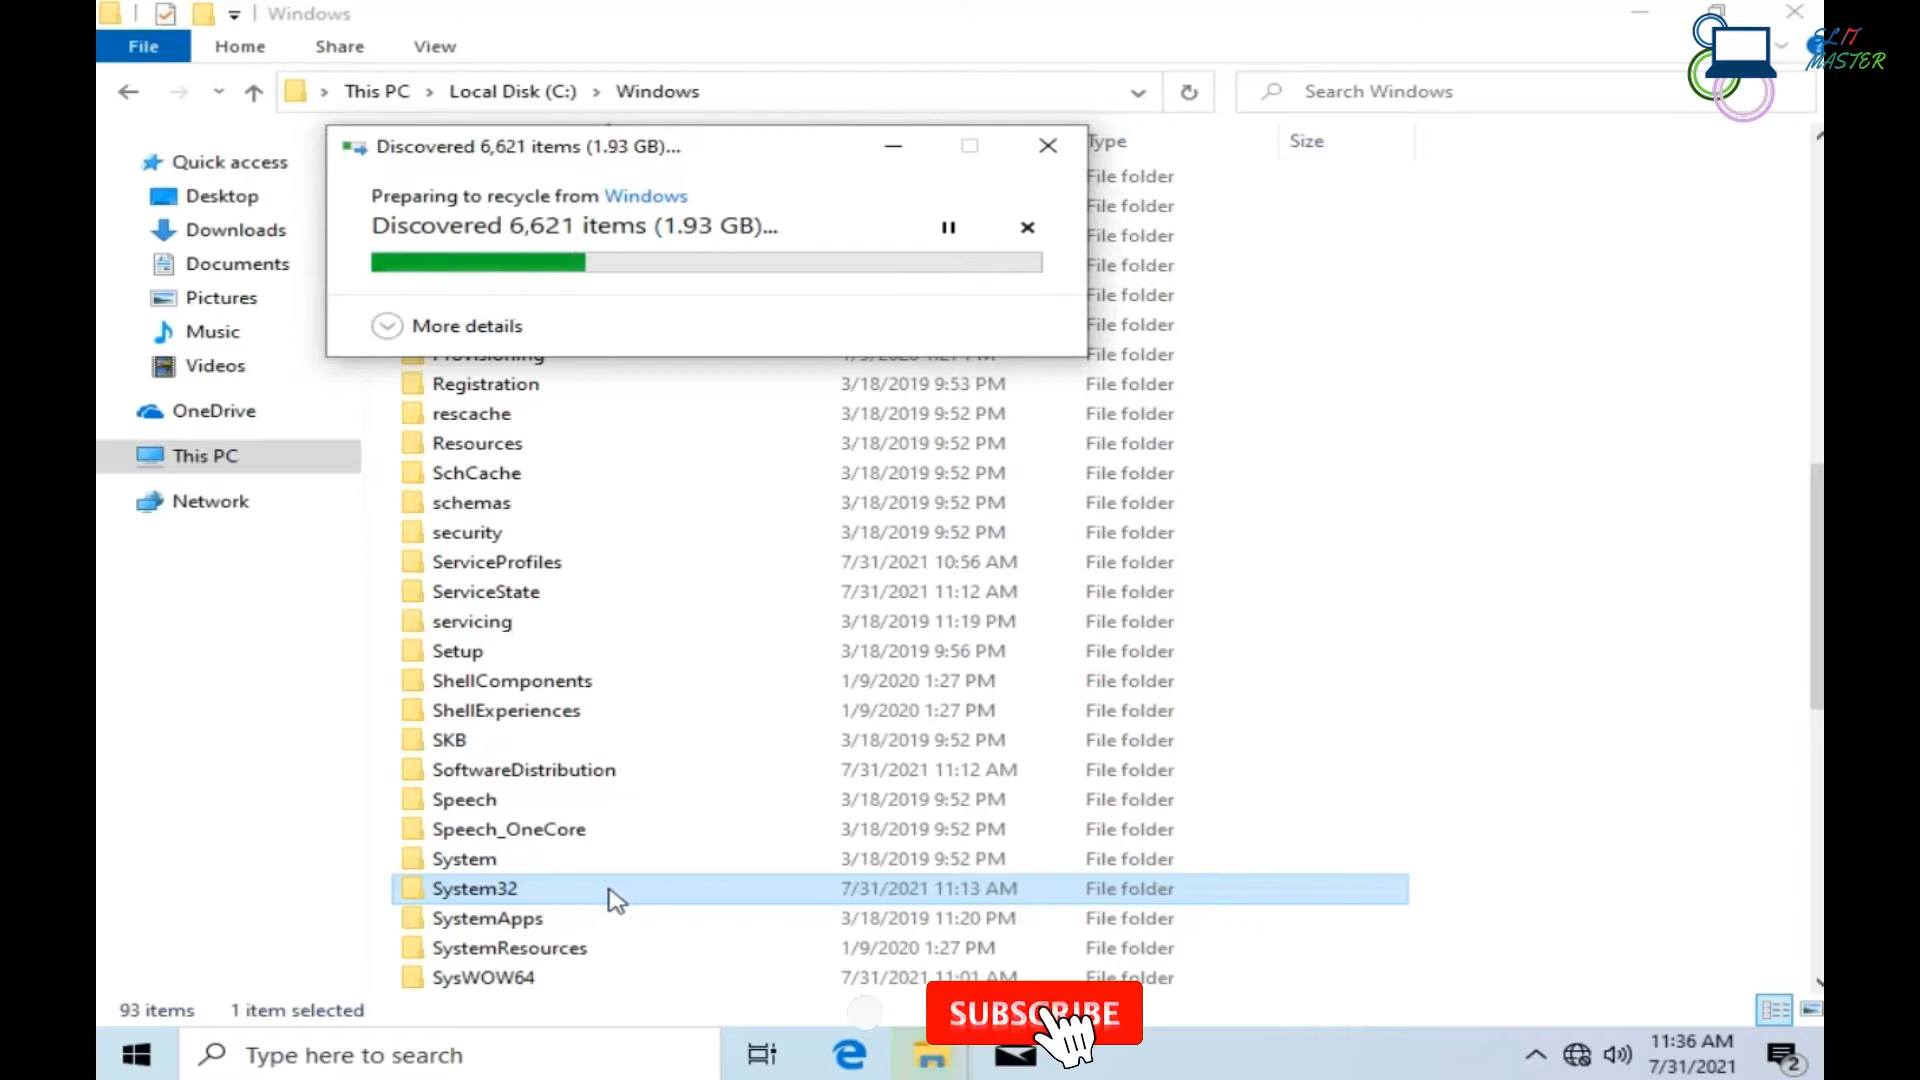 Windows
File Home Share View
This PC Local Disk (C:) Windows
Search Windows
ELIT
MASTER
Discovered 6,621 items (1.93 GB)...
Preparing to recycle from Windows
Discovered 6,621 items (1.93 GB)...
More details
Quick access
Desktop
Downloads
Documents
Pictures
Music
Videos
OneDrive
This PC
Network
Type Size
File folder
File folder
File folder
File folder
File folder
File folder
Provisioning 1/9/2020 1:27 PM File folder
Registration 3/18/2019 9:53 PM File folder
rescache 3/18/2019 9:52 PM File folder
Resources 3/18/2019 9:52 PM File folder
SchCache 3/18/2019 9:52 PM File folder
schemas 3/18/2019 9:52 PM File folder
security 3/18/2019 9:52 PM File folder
ServiceProfiles 7/31/2021 10:56 AM File folder
ServiceState 7/31/2021 11:12 AM File folder
servicing 3/18/2019 11:19 PM File folder
Setup 3/18/2019 9:56 PM File folder
ShellComponents 1/9/2020 1:27 PM File folder
ShellExperiences 1/9/2020 1:27 PM File folder
SKB 3/18/2019 9:52 PM File folder
SoftwareDistribution 7/31/2021 11:12 AM File folder
Speech 3/18/2019 9:52 PM File folder
Speech_OneCore 3/18/2019 9:52 PM File folder
System 3/18/2019 9:52 PM File folder
System32 7/31/2021 11:13 AM File folder
SystemApps 3/18/2019 11:20 PM File folder
SystemResources 1/9/2020 1:27 PM File folder
SysWOW64 7/31/2021 11:01 AM File folder
93 items 1 item selected
SUBSCRIBE
Type here to search
11:36 AM
7/31/2021
2